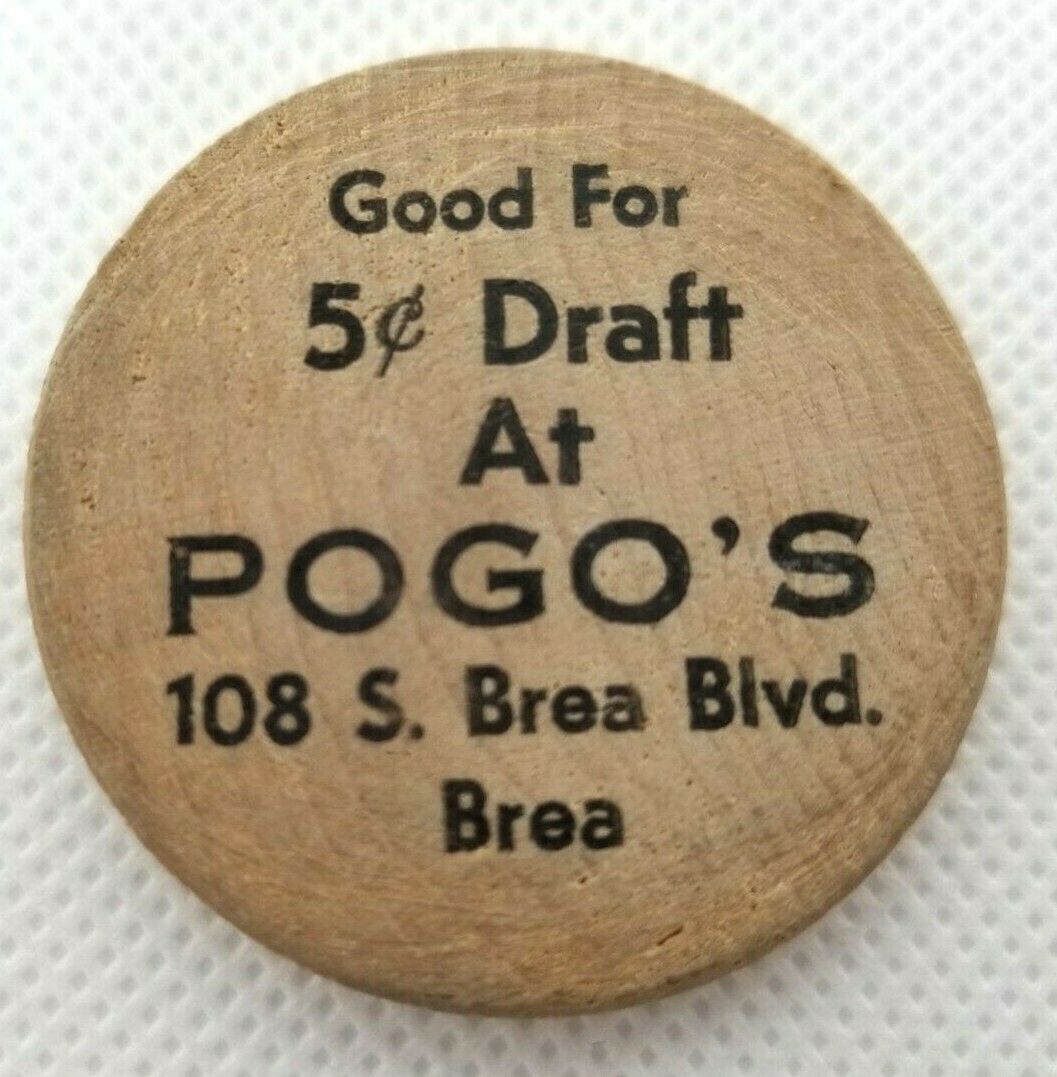 Good For
5¢ Draft
At
POGO'S
108 S. Brea Blvd.
Brea